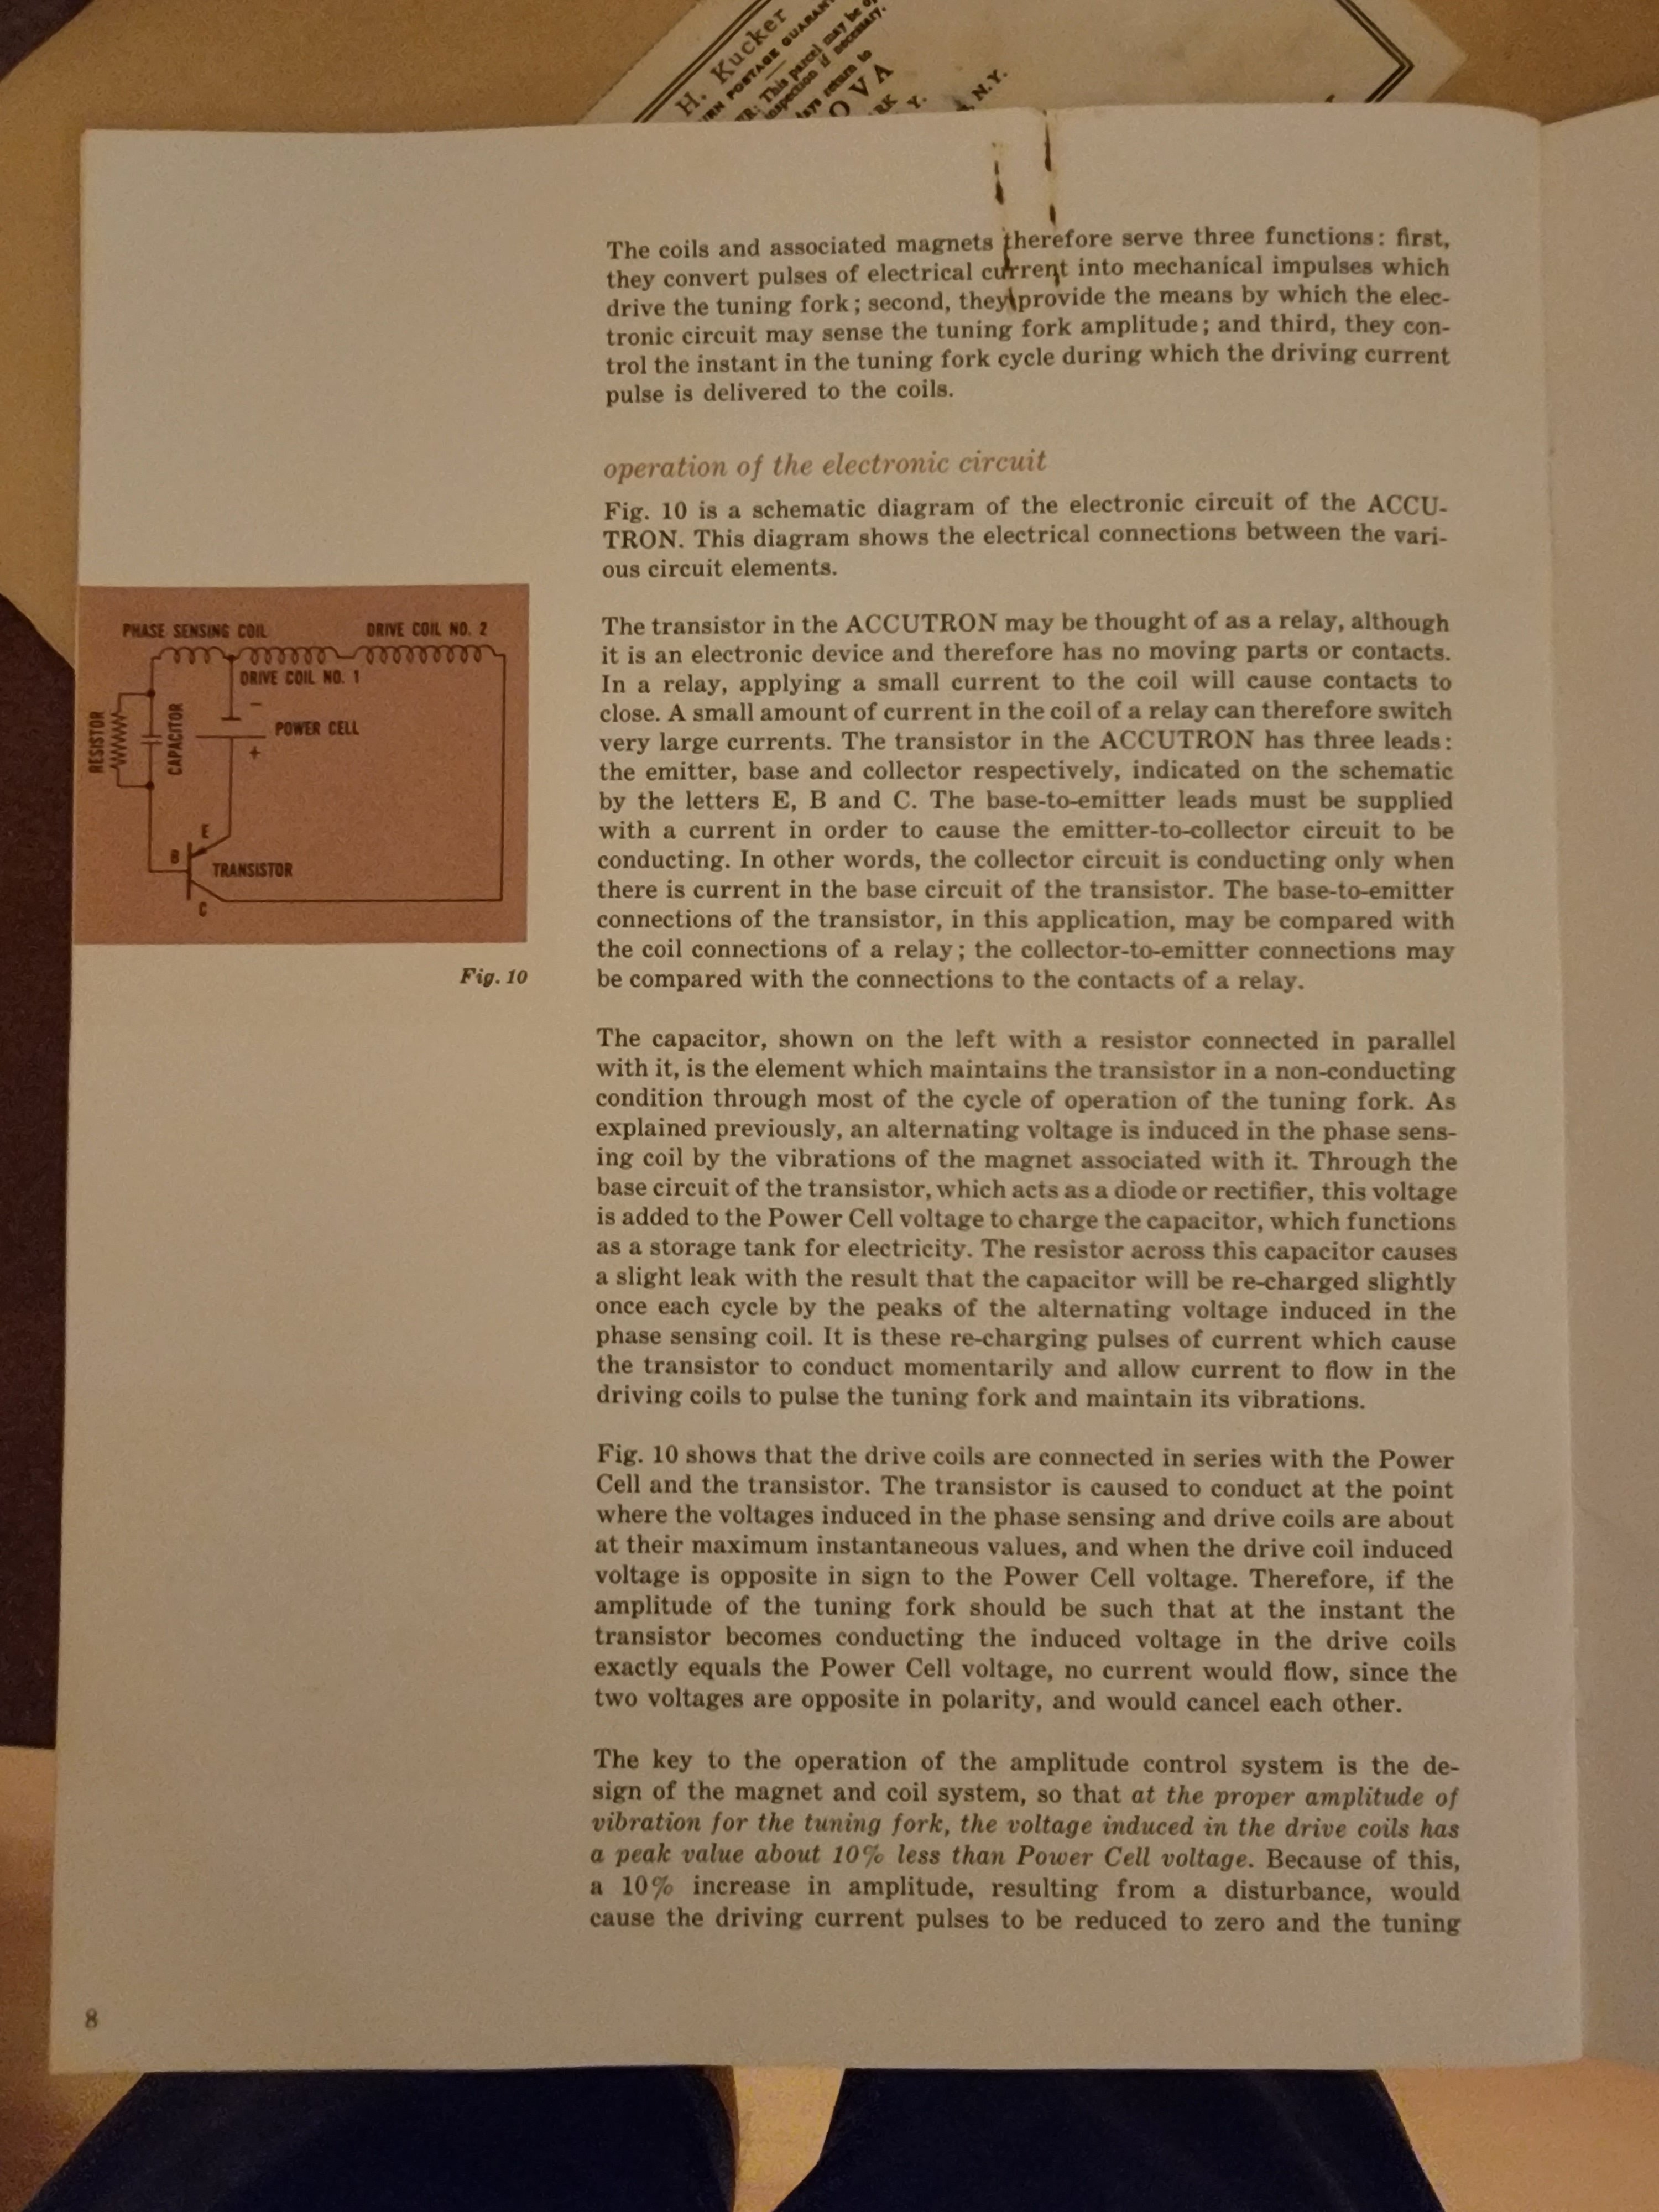 H. Kucker
RN POSTAGE GUARAN
ER: This parcel may be o
inspection if necessary.
days return to
OVA
RK
Y.
, N.Y.
The coils and associated magnets therefore serve three functions: first,
they convert pulses of electrical current into mechanical impulses which
drive the tuning fork; second, they provide the means by which the elec-
tronic circuit may sense the tuning fork amplitude; and third, they con-
trol the instant in the tuning fork cycle during which the driving current
pulse is delivered to the coils.
operation of the electronic circuit
Fig. 10 is a schematic diagram of the electronic circuit of the ACCU-
TRON. This diagram shows the electrical connections between the vari-
ous circuit elements.
PHASE SENSING COIL
DRIVE COIL NO. 2
DRIVE COIL NO. 1
RESISTOR
CAPACITOR
−
POWER CELL
+
E
B
TRANSISTOR
C
Fig. 10
The transistor in the ACCUTRON may be thought of as a relay, although
it is an electronic device and therefore has no moving parts or contacts.
In a relay, applying a small current to the coil will cause contacts to
close. A small amount of current in the coil of a relay can therefore switch
very large currents. The transistor in the ACCUTRON has three leads:
the emitter, base and collector respectively, indicated on the schematic
by the letters E, B and C. The base-to-emitter leads must be supplied
with a current in order to cause the emitter-to-collector circuit to be
conducting. In other words, the collector circuit is conducting only when
there is current in the base circuit of the transistor. The base-to-emitter
connections of the transistor, in this application, may be compared with
the coil connections of a relay; the collector-to-emitter connections may
be compared with the connections to the contacts of a relay.
The capacitor, shown on the left with a resistor connected in parallel
with it, is the element which maintains the transistor in a non-conducting
condition through most of the cycle of operation of the tuning fork. As
explained previously, an alternating voltage is induced in the phase sens-
ing coil by the vibrations of the magnet associated with it. Through the
base circuit of the transistor, which acts as a diode or rectifier, this voltage
is added to the Power Cell voltage to charge the capacitor, which functions
as a storage tank for electricity. The resistor across this capacitor causes
a slight leak with the result that the capacitor will be re-charged slightly
once each cycle by the peaks of the alternating voltage induced in the
phase sensing coil. It is these re-charging pulses of current which cause
the transistor to conduct momentarily and allow current to flow in the
driving coils to pulse the tuning fork and maintain its vibrations.
Fig. 10 shows that the drive coils are connected in series with the Power
Cell and the transistor. The transistor is caused to conduct at the point
where the voltages induced in the phase sensing and drive coils are about
at their maximum instantaneous values, and when the drive coil induced
voltage is opposite in sign to the Power Cell voltage. Therefore, if the
amplitude of the tuning fork should be such that at the instant the
transistor becomes conducting the induced voltage in the drive coils
exactly equals the Power Cell voltage, no current would flow, since the
two voltages are opposite in polarity, and would cancel each other.
The key to the operation of the amplitude control system is the de-
sign of the magnet and coil system, so that at the proper amplitude of
vibration for the tuning fork, the voltage induced in the drive coils has
a peak value about 10% less than Power Cell voltage. Because of this,
a 10% increase in amplitude, resulting from a disturbance, would
cause the driving current pulses to be reduced to zero and the tuning
8